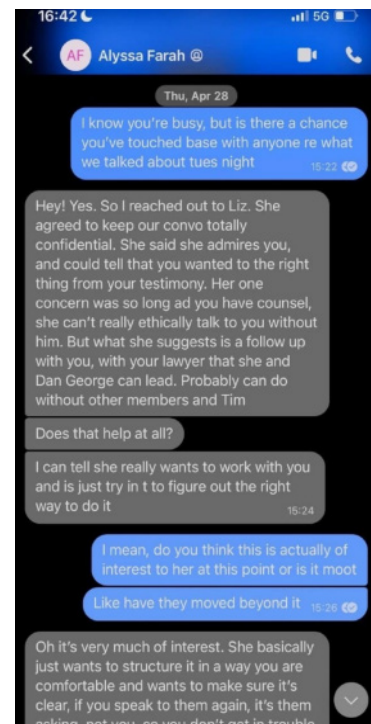 16:42
5G
AF Alyssa Farah
Thu, Apr 28
I know you're busy, but is there a chance
you've touched base with anyone re what
we talked about tues night
15:22
Hey! Yes. So I reached out to Liz. She
agreed to keep our convo totally
confidential. She said she admires you,
and could tell that you wanted to the right
thing from your testimony. Her one
concern was so long ad you have counsel,
she can't really ethically talk to you without
him. But what she suggests is a follow up
with you, with your lawyer that she and
Dan George can lead. Probably can do
without other members and Tim
Does that help at all?
I can tell she really wants to work with you
and is just try in t to figure out the right
way to do it
15:24
I mean, do you think this is actually of
interest to her at this point or is it moot
Like have they moved beyond it
15:26
Oh it's very much of interest. She basically
just wants to structure it in a way you are
comfortable and wants to make sure it's
clear, if you speak to them again, it's them
asking, not you, so you don't get in trouble